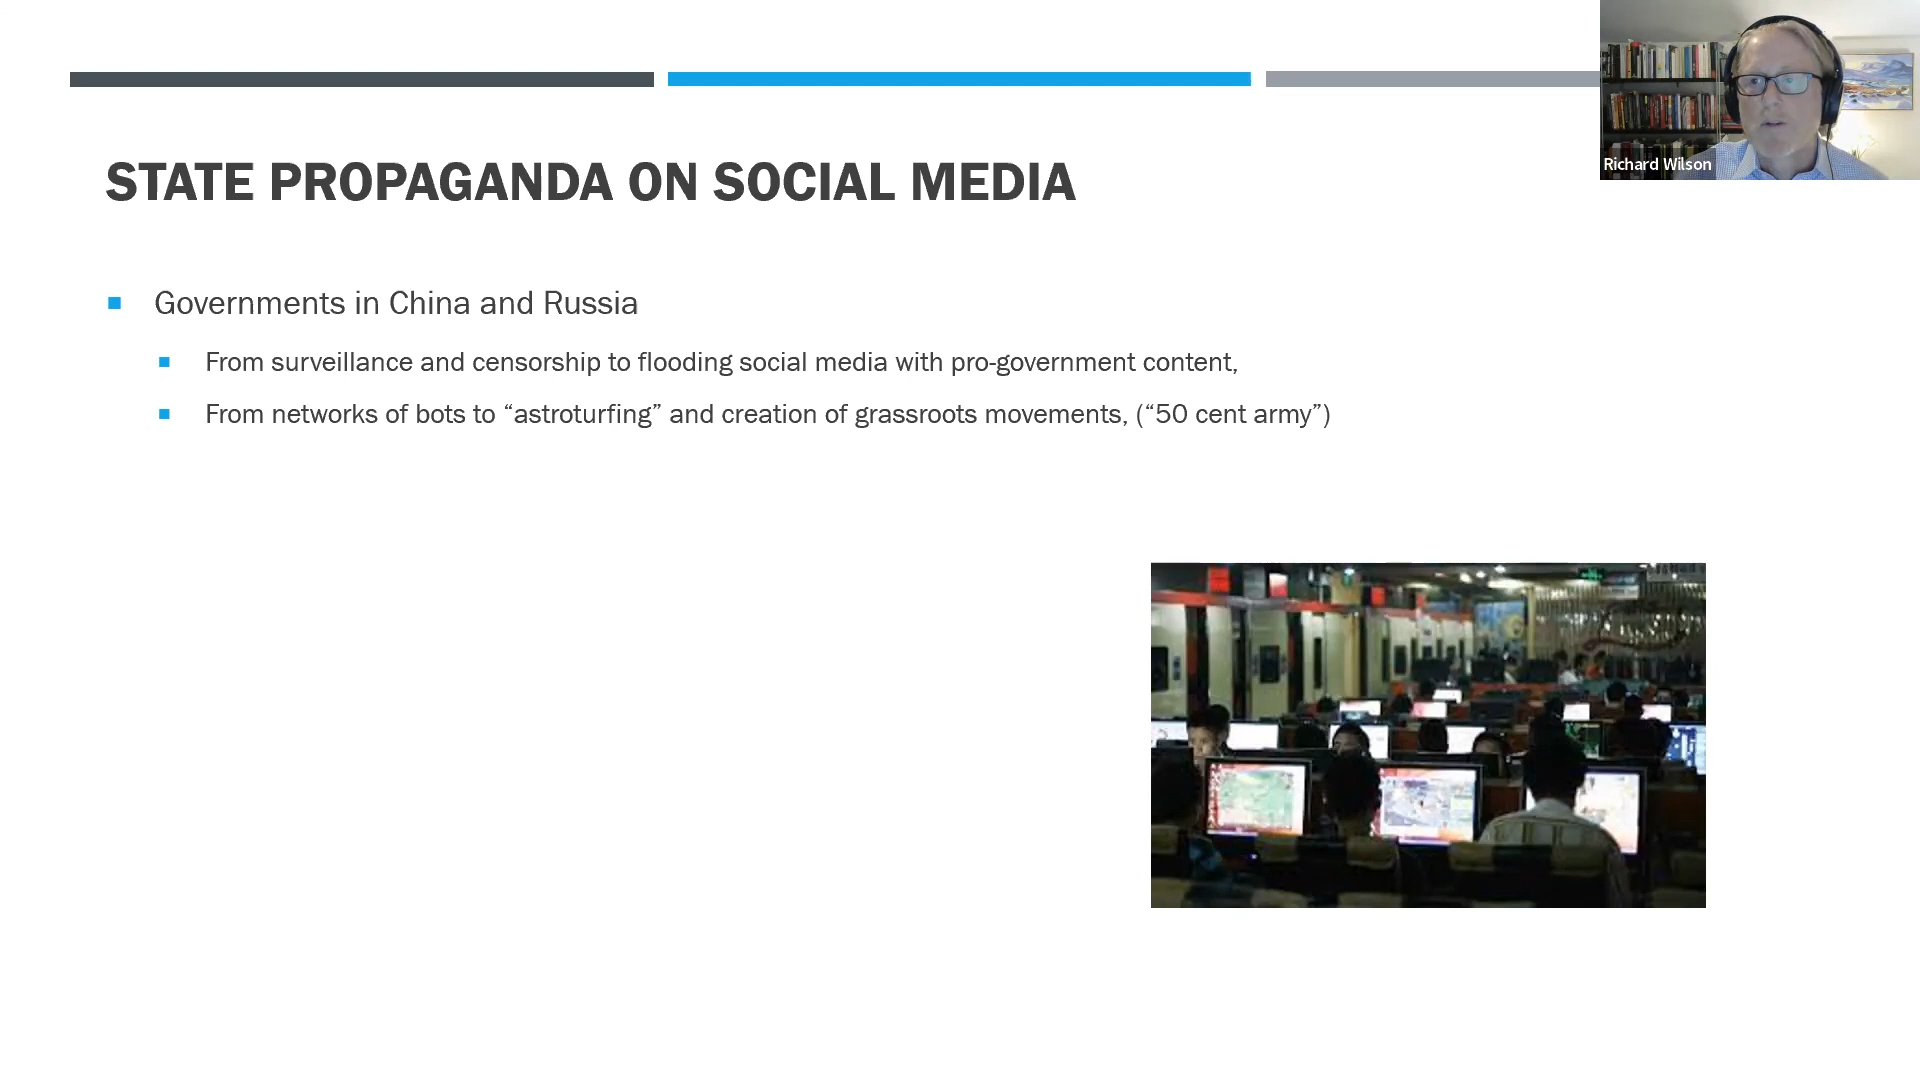 Richard Wilson
STATE PROPAGANDA ON SOCIAL MEDIA
Governments in China and Russia
From surveillance and censorship to flooding social media with pro-government content,
From networks of bots to “astroturfing” and creation of grassroots movements, (“50 cent army”)